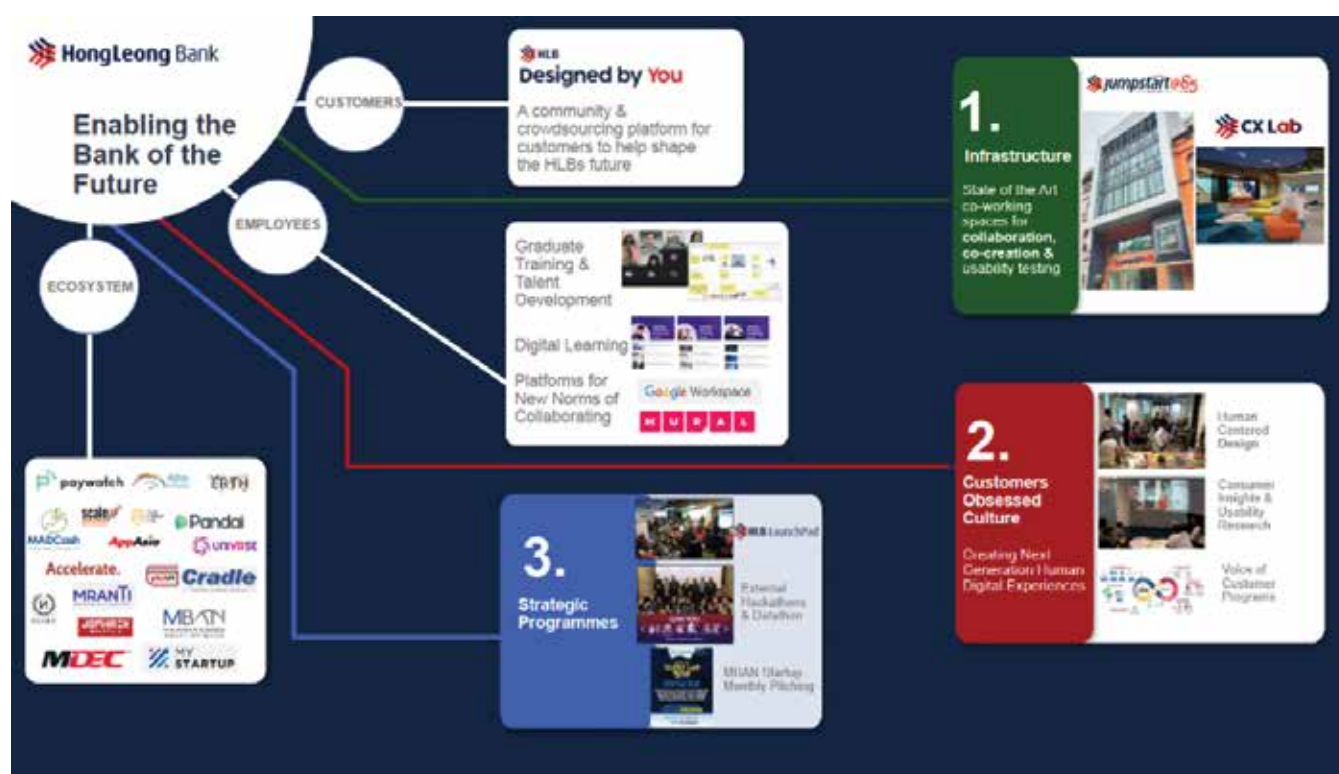 HongLeong Bank
Enabling the
Bank of the
Future
CUSTOMERS
EMPLOYEES
ECOSYSTEM
HLB
Designed by You
A community &
crowdsourcing platform for
customers to help shape
the HLBs future
Graduate
Training &
Talent
Development
Digital Learning
Platforms for
New Norms of
Collaborating
Google Workspace
MURAL
1.
Infrastructure
State of the Art
co-working
spaces for
collaboration,
co-creation &
usability testing
jumpstart@65
CX Lab
2.
Customers
Obsessed
Culture
Creating Next
Generation Human
Digital Experiences
Human
Centered
Design
Consumer
Insights &
Usability
Research
Voice of
Customer
Programs
3.
Strategic
Programmes
HLB LaunchPad
External
Hackathons
& Datathon
MBAN Startup
Monthly Pitching
paywatch
scaleup
Pandai
MADCash
AppAsia
univise
Accelerate.
Cradle
MRANTI
MBAN
MDEC
MY
STARTUP